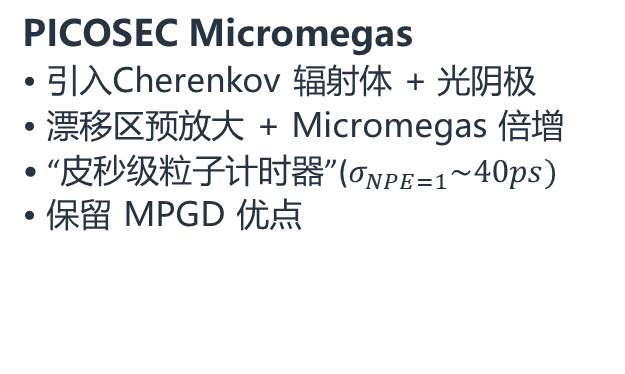 PICOSEC Micromegas
• 引入Cherenkov 辐射体 + 光阴极
• 漂移区预放大 + Micromegas 倍增
• “皮秒级粒子计时器”(σ_{NPE=1}~40ps)
• 保留 MPGD 优点